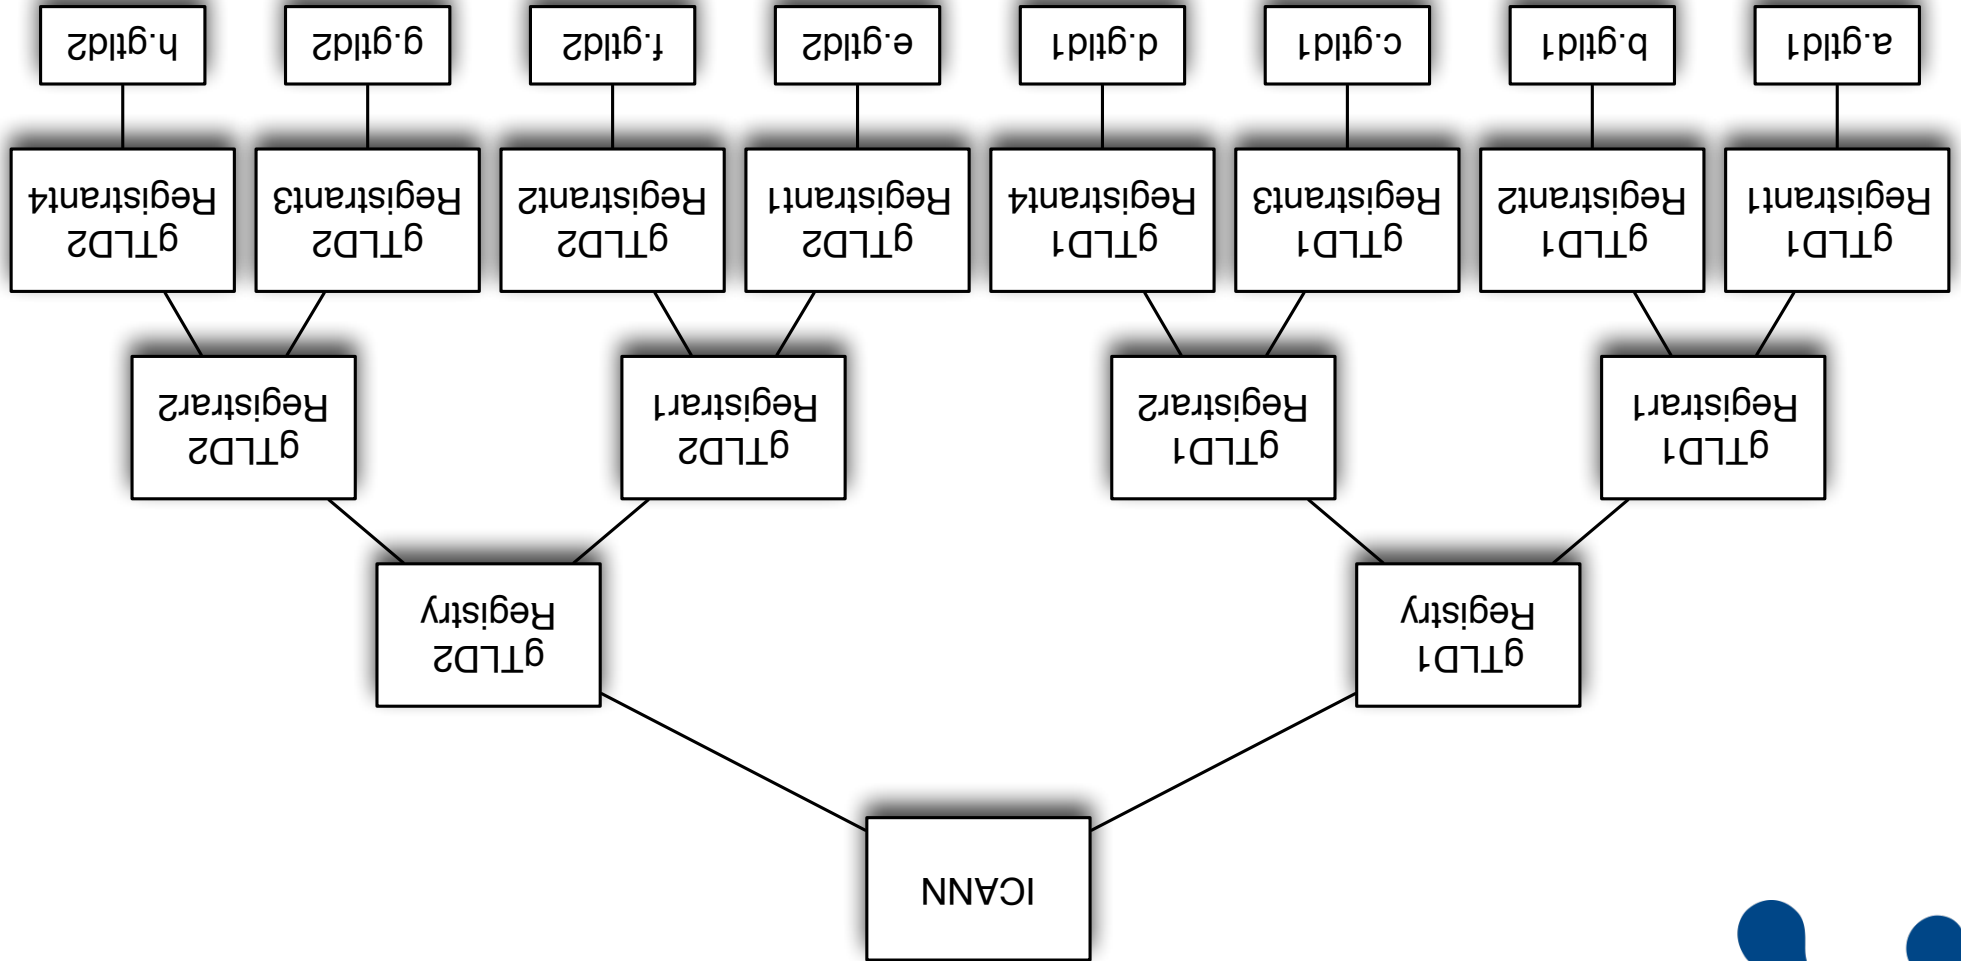 ICANN
gTLD1
Registry
gTLD2
Registry
gTLD1
Registrar1
gTLD1
Registrar2
gTLD2
Registrar1
gTLD2
Registrar2
gTLD1
Registrant1
gTLD1
Registrant2
gTLD1
Registrant3
gTLD1
Registrant4
gTLD2
Registrant1
gTLD2
Registrant2
gTLD2
Registrant3
gTLD2
Registrant4
a.gtld1
b.gtld1
c.gtld1
d.gtld1
e.gtld2
f.gtld2
g.gtld2
h.gtld2